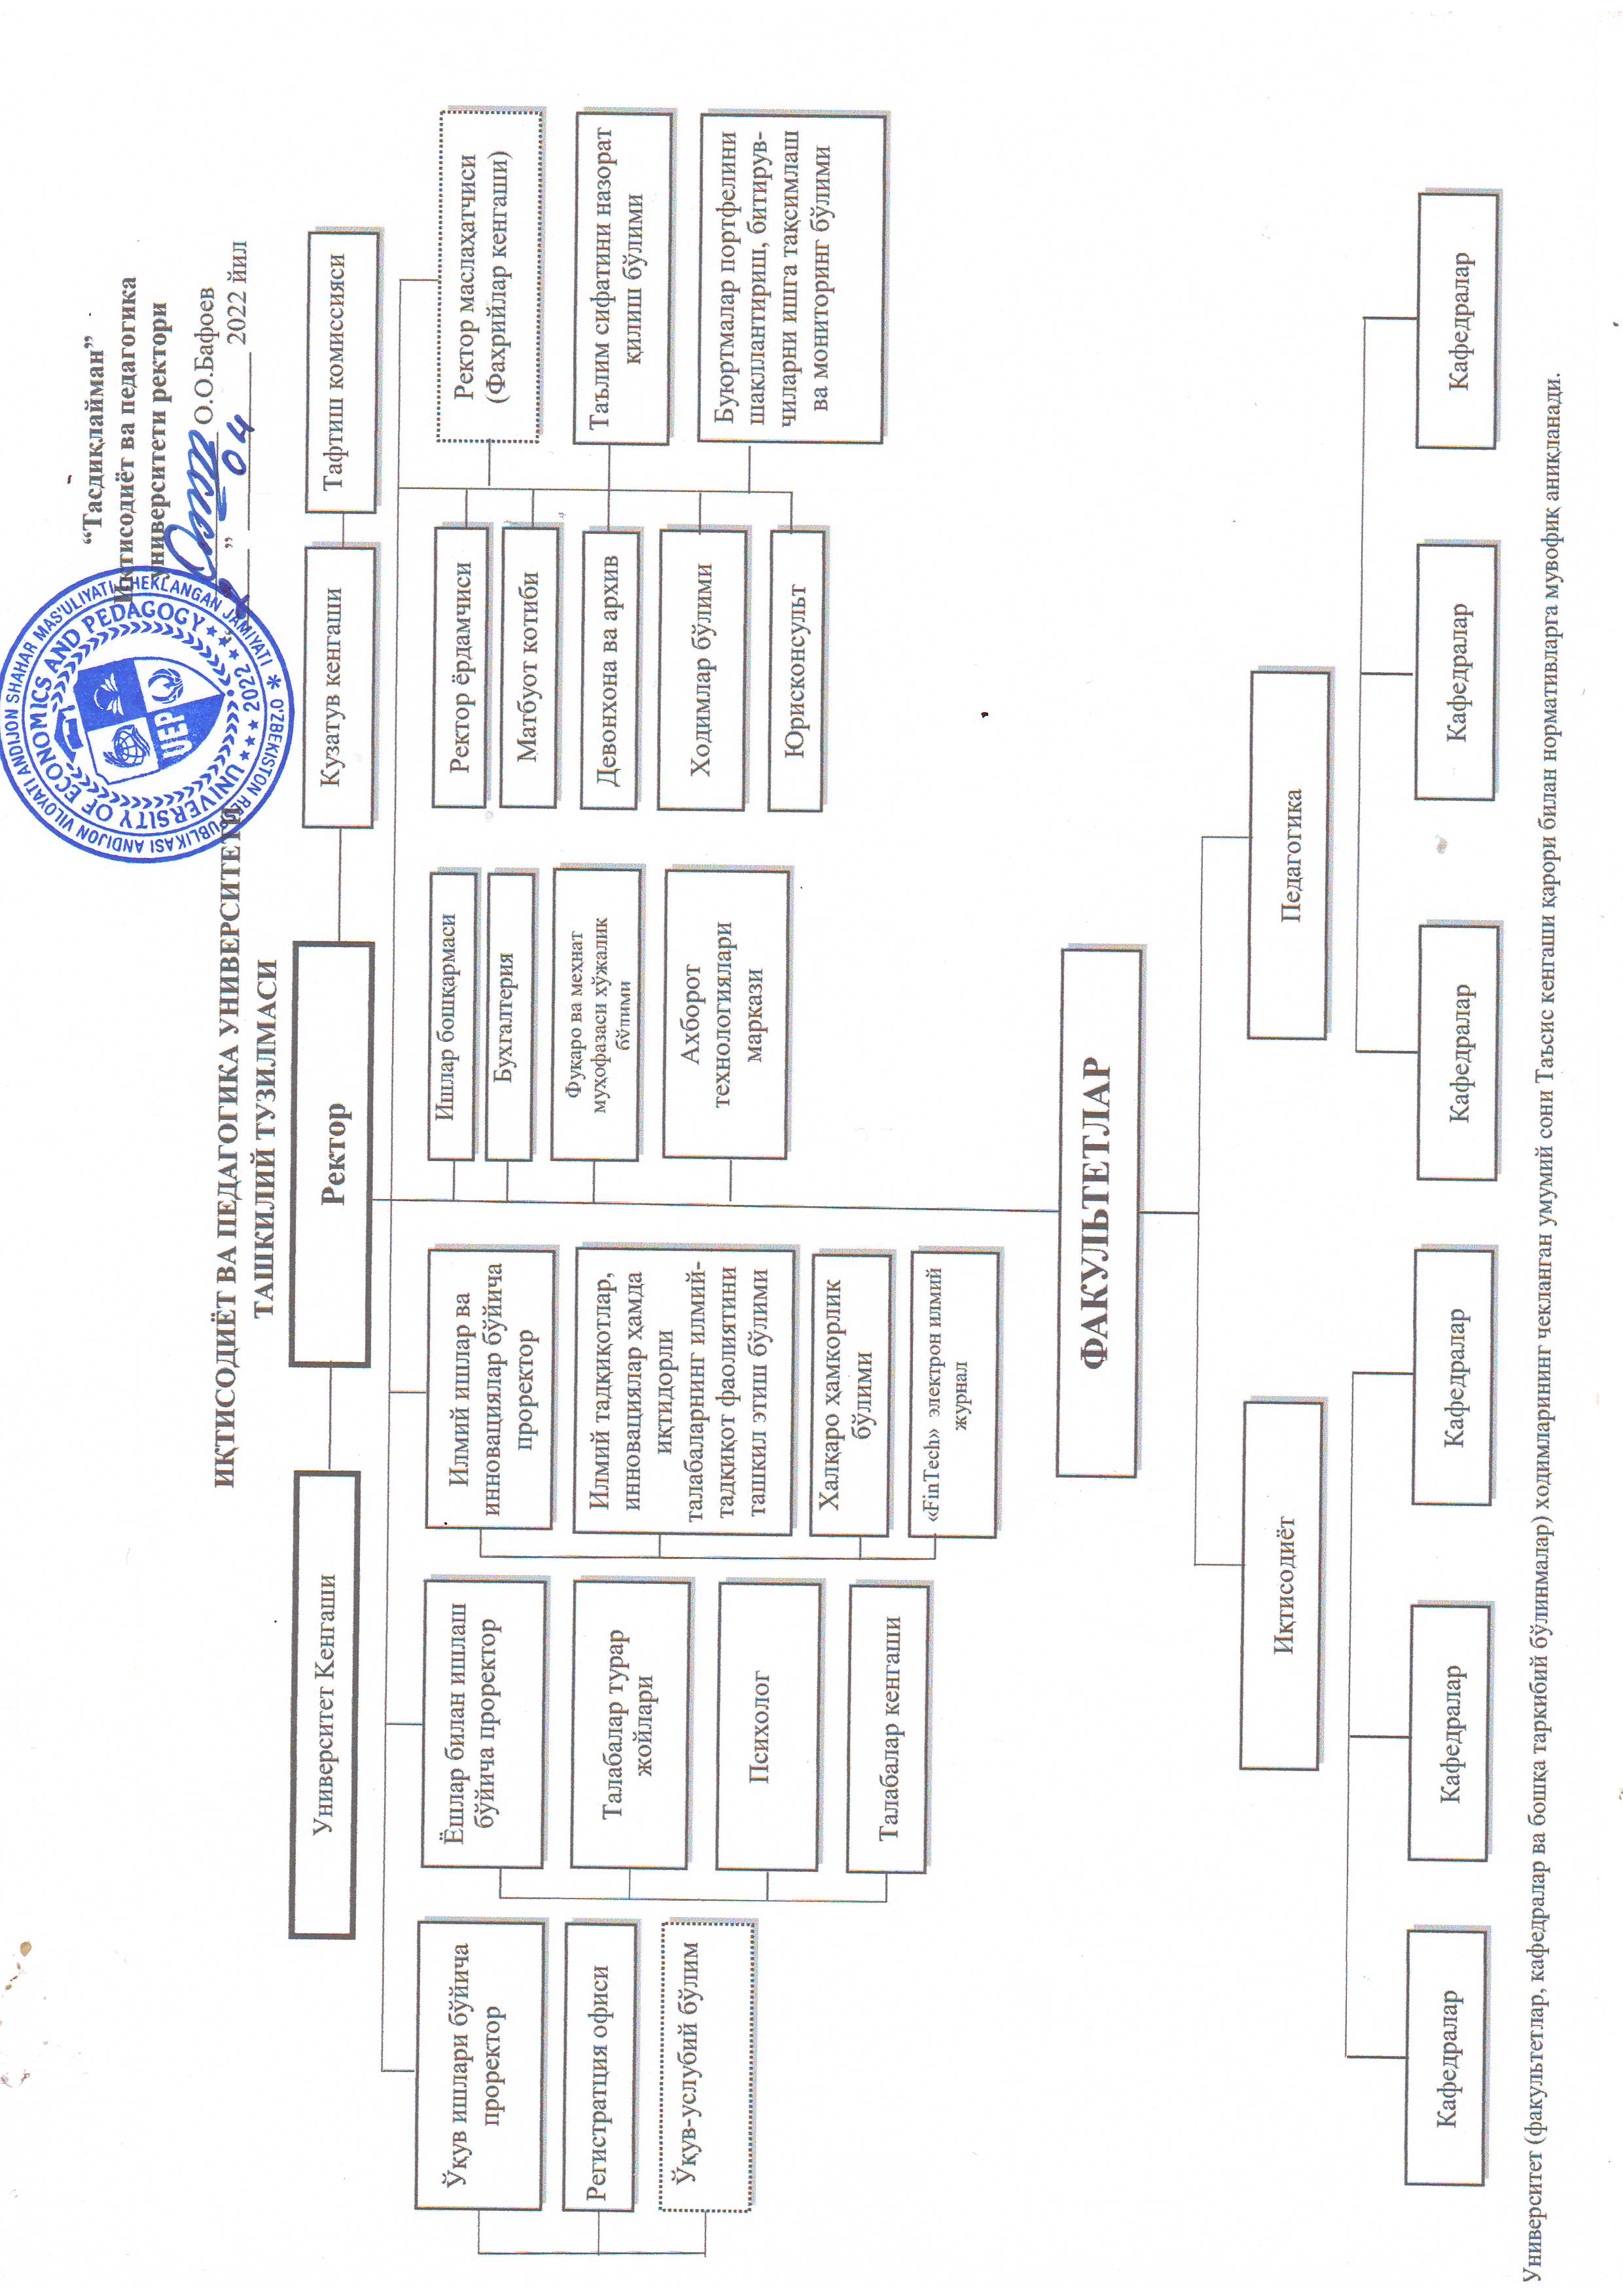 “Тасдиқлайман”
Иқтисодиёт ва педагогика
университети ректори
О.О.Бафоев
“ ” 04 2022 йил
O'ZBEKISTON RESPUBLIKASI ANDIJON VILOYATI ANDIJON SHAHAR MAS'ULIYATI CHEKLANGAN JAMIYATI
UNIVERSITY OF ECONOMICS AND PEDAGOGY
UEP
2022
ИҚТИСОДИЁТ ВА ПЕДАГОГИКА УНИВЕРСИТЕТИ
ТАШКИЛИЙ ТУЗИЛМАСИ
Университет Кенгаши
Ректор
Кузатув кенгаши
Тафтиш комиссияси
Ўқув ишлари бўйича
проректор
Регистратция офиси
Ўқув-услубий бўлим
Ёшлар билан ишлаш
бўйича проректор
Талабалар турар
жойлари
Психолог
Талабалар кенгаши
Илмий ишлар ва
инновациялар бўйича
проректор
Илмий тадқиқотлар,
инновациялар ҳамда
иқтидорли
талабаларнинг илмий-
тадқиқот фаолиятини
ташкил этиш бўлими
Халқаро ҳамкорлик
бўлими
«FinTech» электрон илмий
журнал
Ишлар бошқармаси
Бухгалтерия
Фуқаро ва меҳнат
муҳофазаси хўжалик
бўлими
Ахборот
технологиялари
маркази
Ректор ёрдамчиси
Матбуот котиби
Девонхона ва архив
Ходимлар бўлими
Юрисконсульт
Ректор маслаҳатчиси
(Фахрийлар кенгаши)
Таълим сифатини назорат
қилиш бўлими
Буюртмалар портфелини
шакллантириш, битирув-
чиларни ишга тақсимлаш
ва мониторинг бўлими
ФАКУЛЬТЕТЛАР
Иқтисодиёт
Педагогика
Кафедралар
Кафедралар
Кафедралар
Кафедралар
Кафедралар
Кафедралар
Университет (факультетлар, кафедралар ва бошқа таркибий бўлинмалар) ходимларининг чекланган умумий сони Таъсис кенгаши қарори билан нормативларга мувофиқ аниқланади.